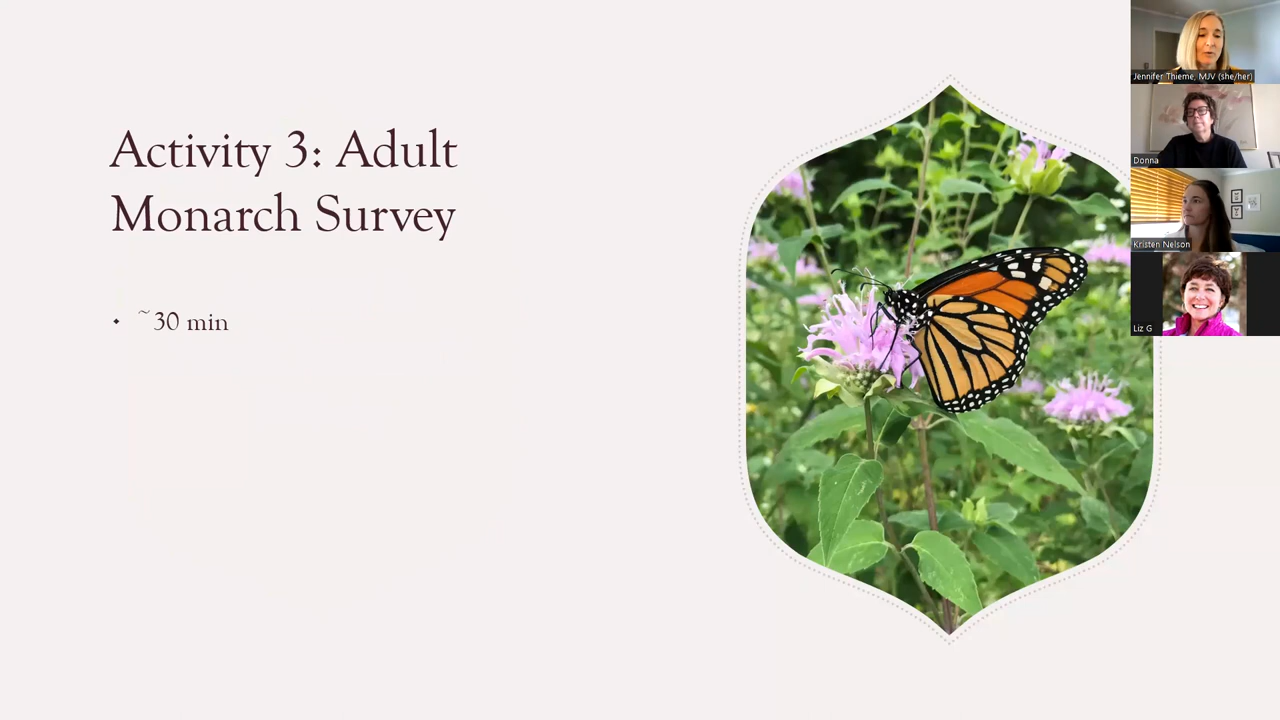 Activity 3: Adult
Monarch Survey
~30 min
Jennifer Thieme, MJV (she/her)
Donna
Kristen Nelson
Liz G